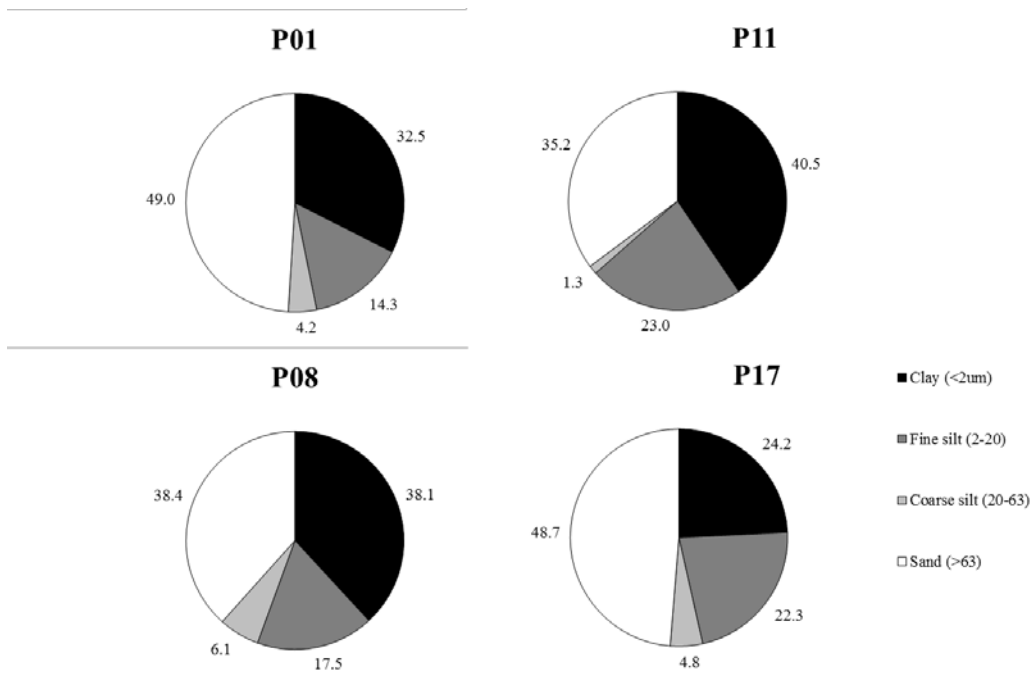 P01
32.5
49.0
14.3
4.2
P11
35.2
40.5
1.3
23.0
P08
38.4
38.1
6.1
17.5
P17
24.2
48.7
22.3
4.8
Clay (<2um)
Fine silt (2-20)
Coarse silt (20-63)
Sand (>63)